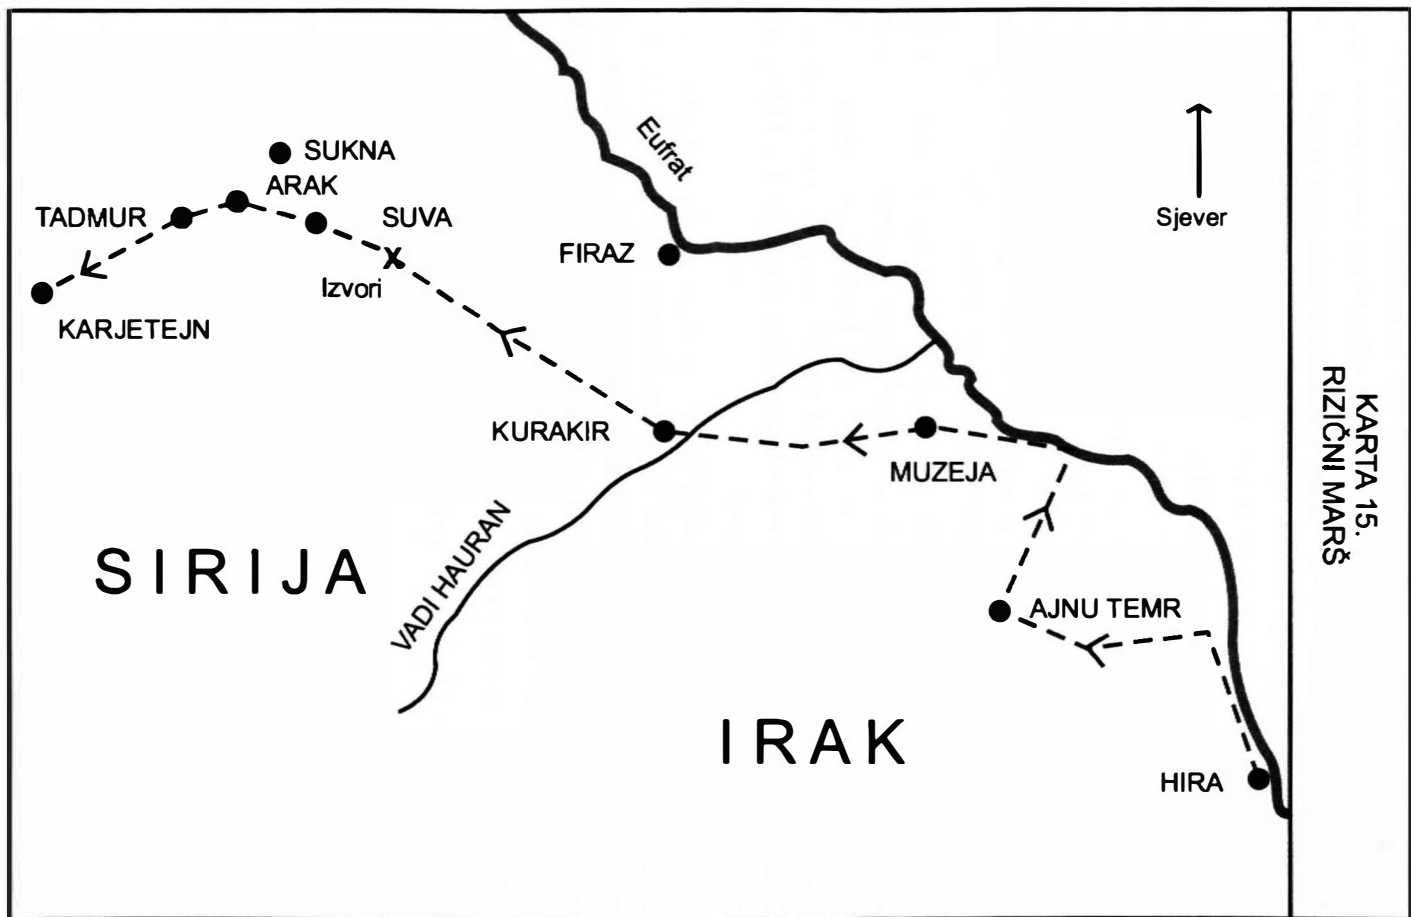 Eufrat
SUKNA
ARAK
TADMUR
SUVA
Sjever
FIRAZ
Izvori
KARJETEJN
KURAKIR
MUZEJA
VADI HAURAN
SIRIJA
AJNU TEMR
IRAK
HIRA
KARTA 15.
RIZIČNI MARŠ